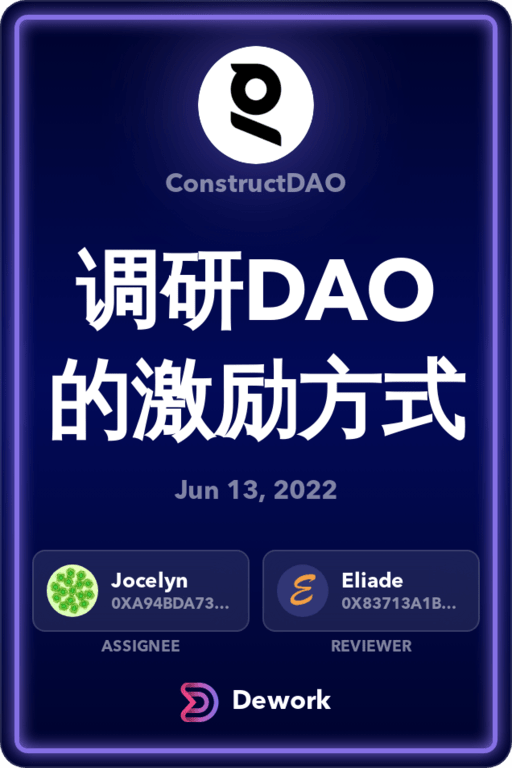 ConstructDAO
调研DAO
的激励方式
Jun 13, 2022
Jocelyn
0XA94BDA73...
ASSIGNEE
Eliade
0X83713A1B...
REVIEWER
Dework